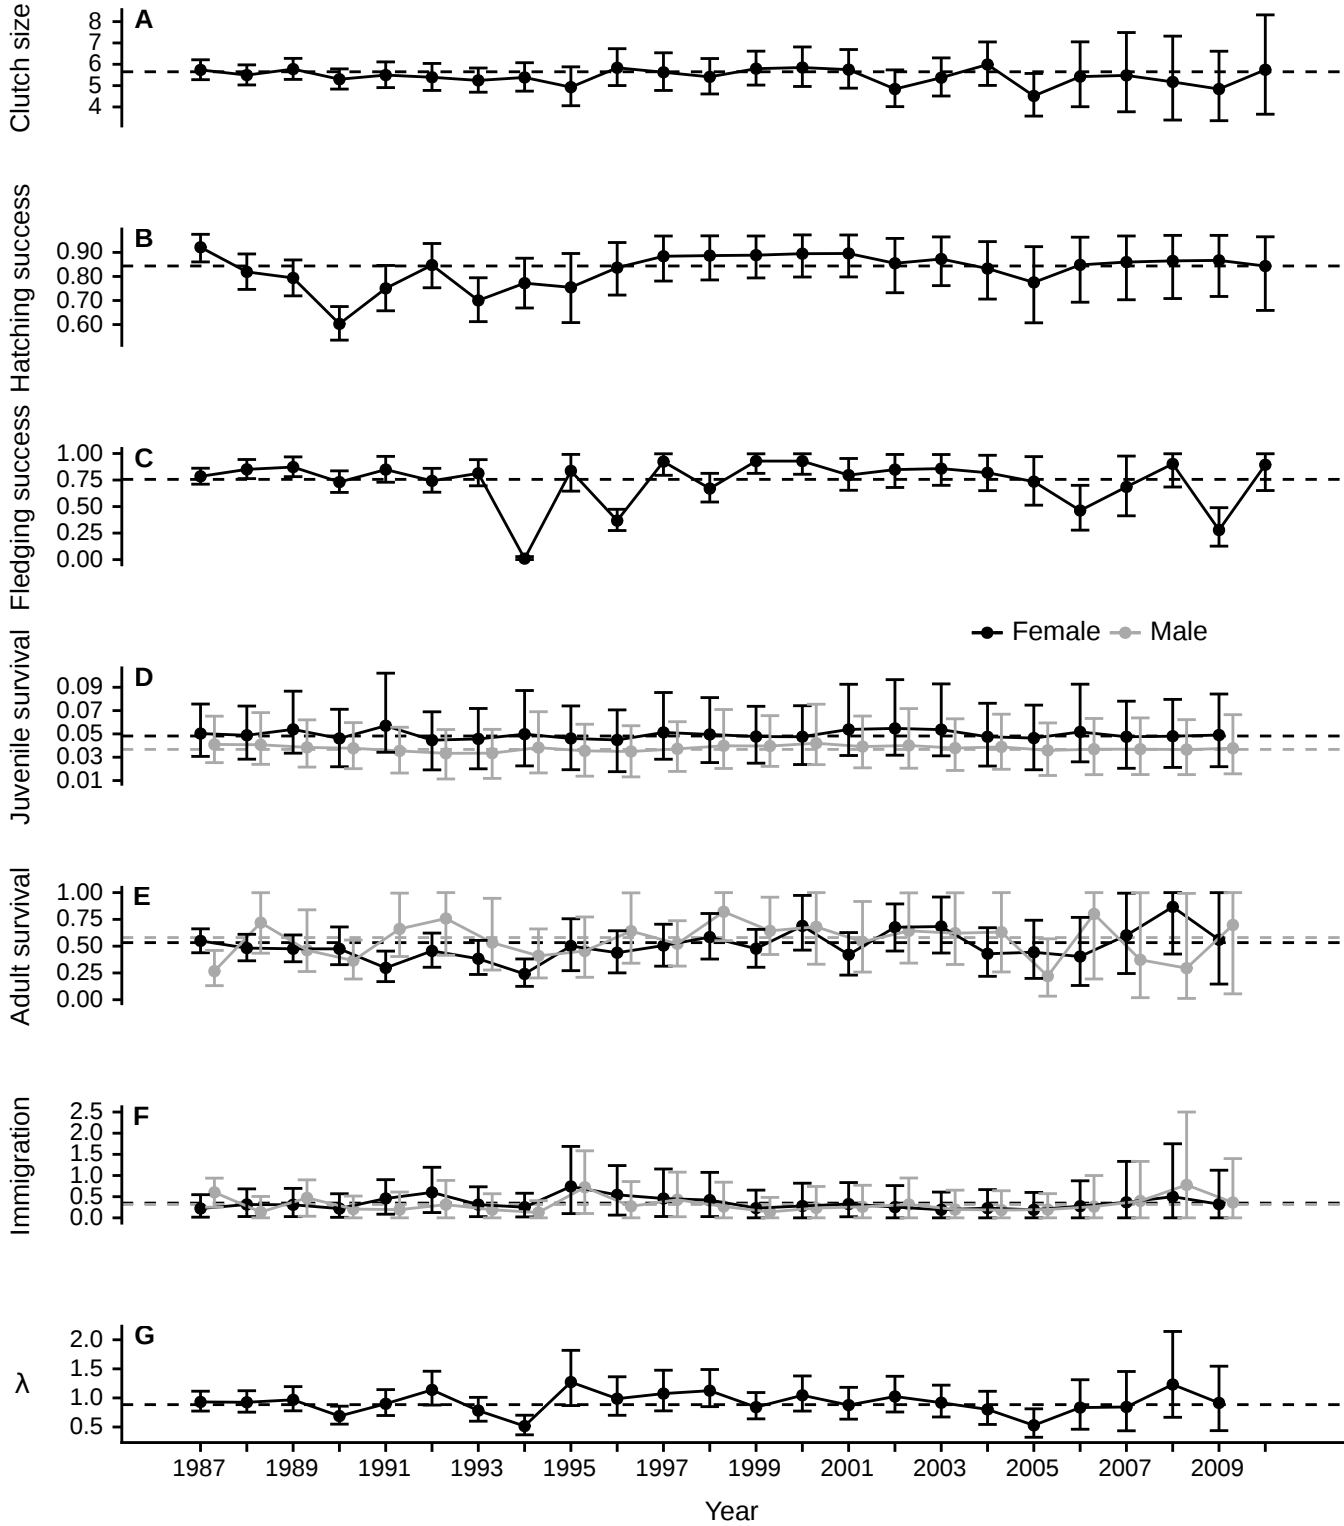 A
Clutch size
8
7
6
5
4
B
Hatching success
0.90
0.80
0.70
0.60
C
Fledging success
1.00
0.75
0.50
0.25
0.00
Female Male
D
Juvenile survival
0.09
0.07
0.05
0.03
0.01
E
Adult survival
1.00
0.75
0.50
0.25
0.00
F
Immigration
2.5
2.0
1.5
1.0
0.5
0.0
G
λ
2.0
1.5
1.0
0.5
1987 1989 1991 1993 1995 1997 1999 2001 2003 2005 2007 2009
Year